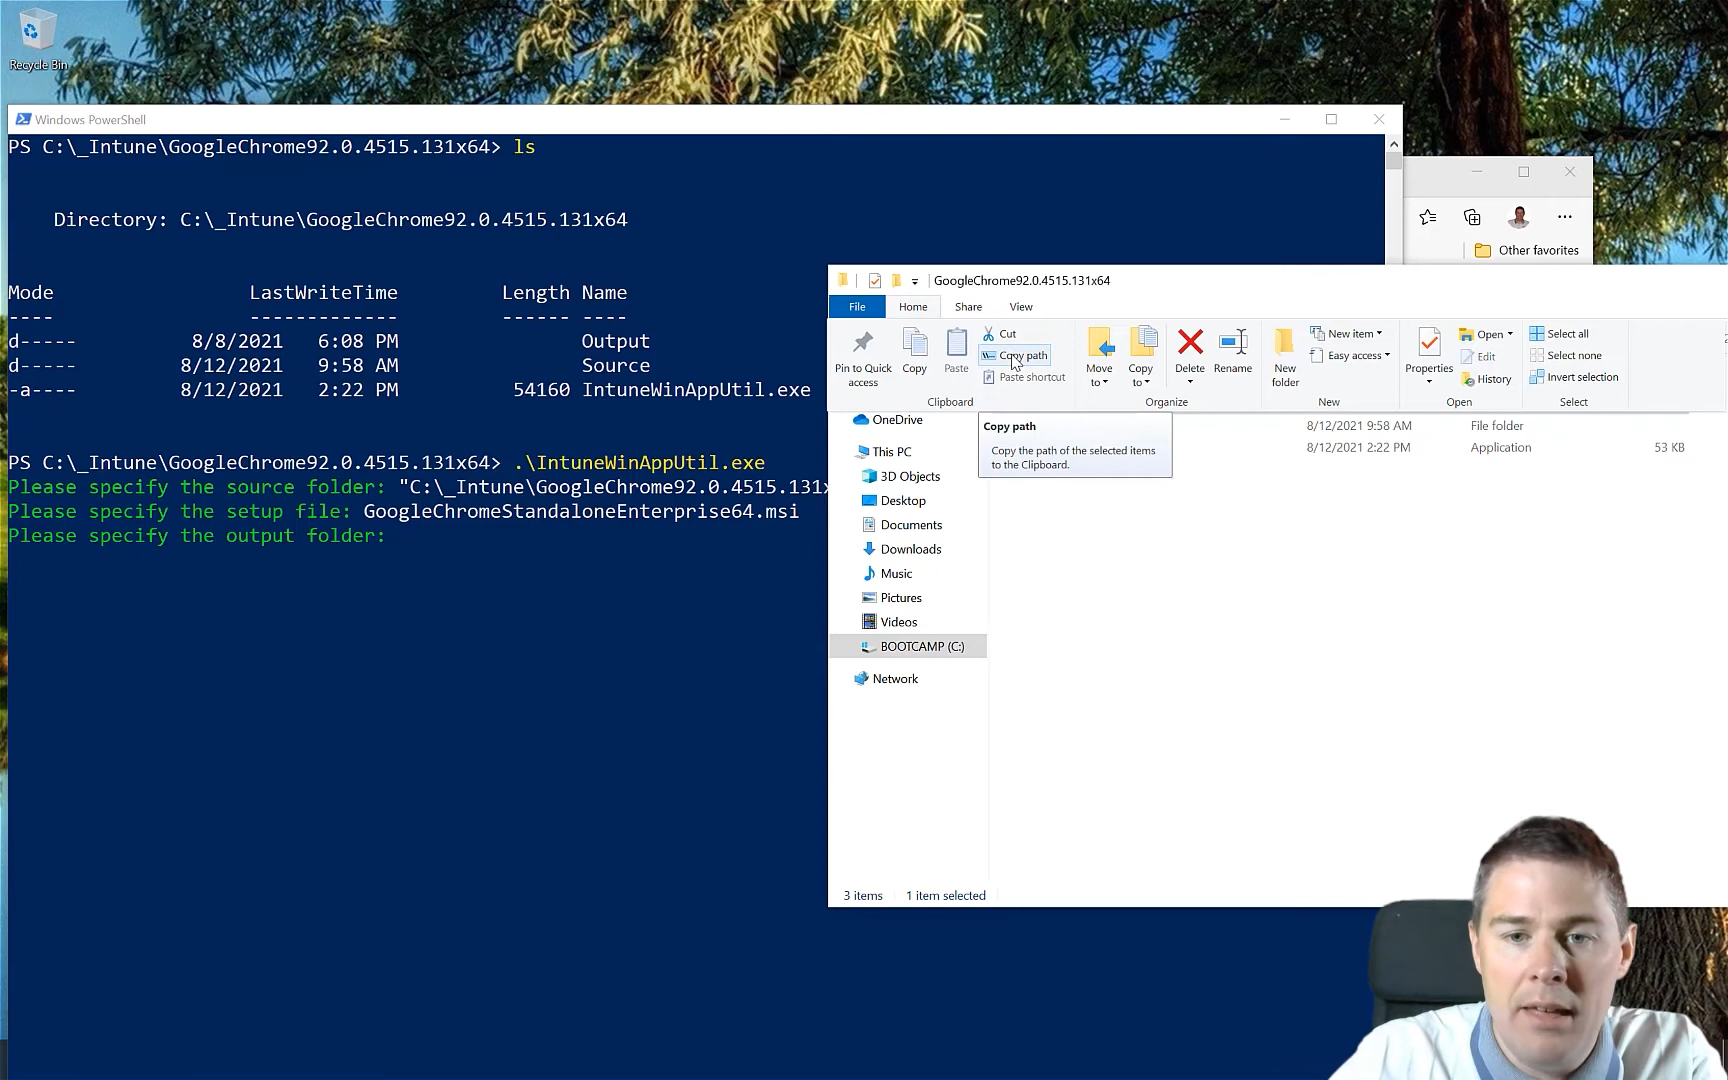 Recycle Bin
Windows PowerShell
PS C:\_Intune\GoogleChrome92.0.4515.131x64> ls
Directory: C:\_Intune\GoogleChrome92.0.4515.131x64
Mode LastWriteTime Length Name
---- ------------- ------ ----
d----- 8/8/2021 6:08 PM Output
d----- 8/12/2021 9:58 AM Source
-a---- 8/12/2021 2:22 PM 54160 IntuneWinAppUtil.exe
PS C:\_Intune\GoogleChrome92.0.4515.131x64> .\IntuneWinAppUtil.exe
Please specify the source folder: "C:\_Intune\GoogleChrome92.0.4515.131x
Please specify the setup file: GoogleChromeStandaloneEnterprise64.msi
Please specify the output folder:
Other favorites
GoogleChrome92.0.4515.131x64
File Home Share View
Pin to Quick access
Copy
Paste
Cut
Copy path
Paste shortcut
Clipboard
Move to
Copy to
Delete
Rename
Organize
New folder
New item
Easy access
New
Properties
Open
Edit
History
Open
Select all
Select none
Invert selection
Select
Copy path
Copy the path of the selected items
to the Clipboard.
8/12/2021 9:58 AM File folder
8/12/2021 2:22 PM Application 53 KB
OneDrive
This PC
3D Objects
Desktop
Documents
Downloads
Music
Pictures
Videos
BOOTCAMP (C:)
Network
3 items 1 item selected